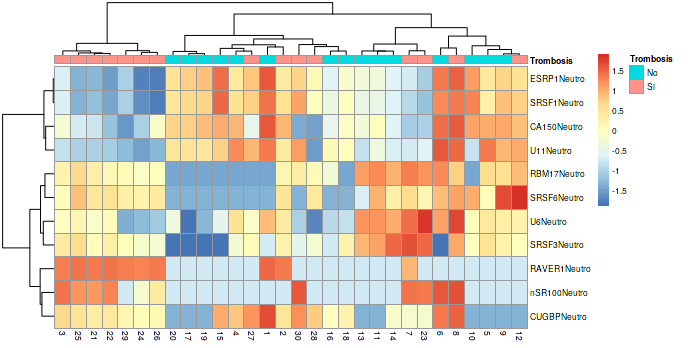 Trombosis
Trombosis
No
SI
1.5
1
0.5
0
-0.5
-1
-1.5
ESRP1Neutro
SRSF1Neutro
CA150Neutro
U11Neutro
RBM17Neutro
SRSF6Neutro
U6Neutro
SRSF3Neutro
RAVER1Neutro
nSR100Neutro
CUGBPNeutro
3 25 21 22 29 24 26 20 17 19 15 4 27 1 2 30 28 16 18 13 11 14 7 23 6 8 10 5 9 12